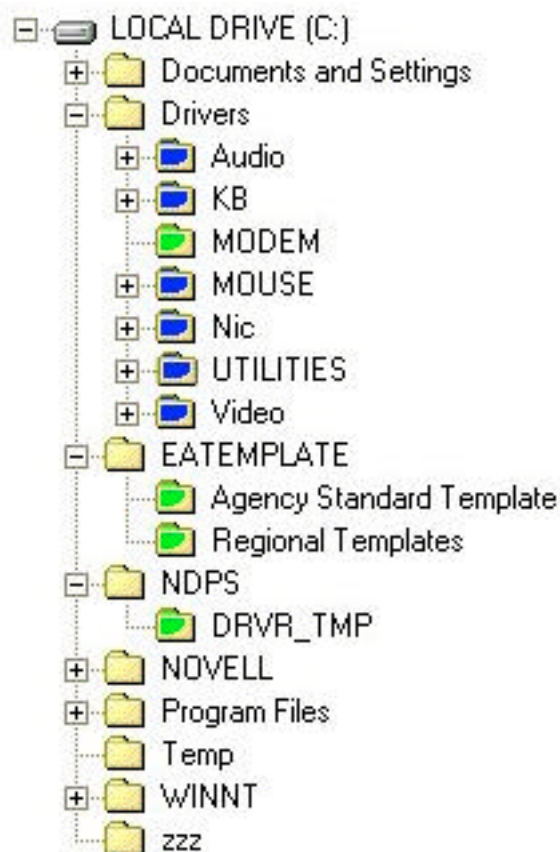 LOCAL DRIVE (C:)
Documents and Settings
Drivers
Audio
KB
MODEM
MOUSE
Nic
UTILITIES
Video
EATEMPLATE
Agency Standard Template
Regional Templates
NDPS
DRVR_TMP
NOVELL
Program Files
Temp
WINNT
zzz